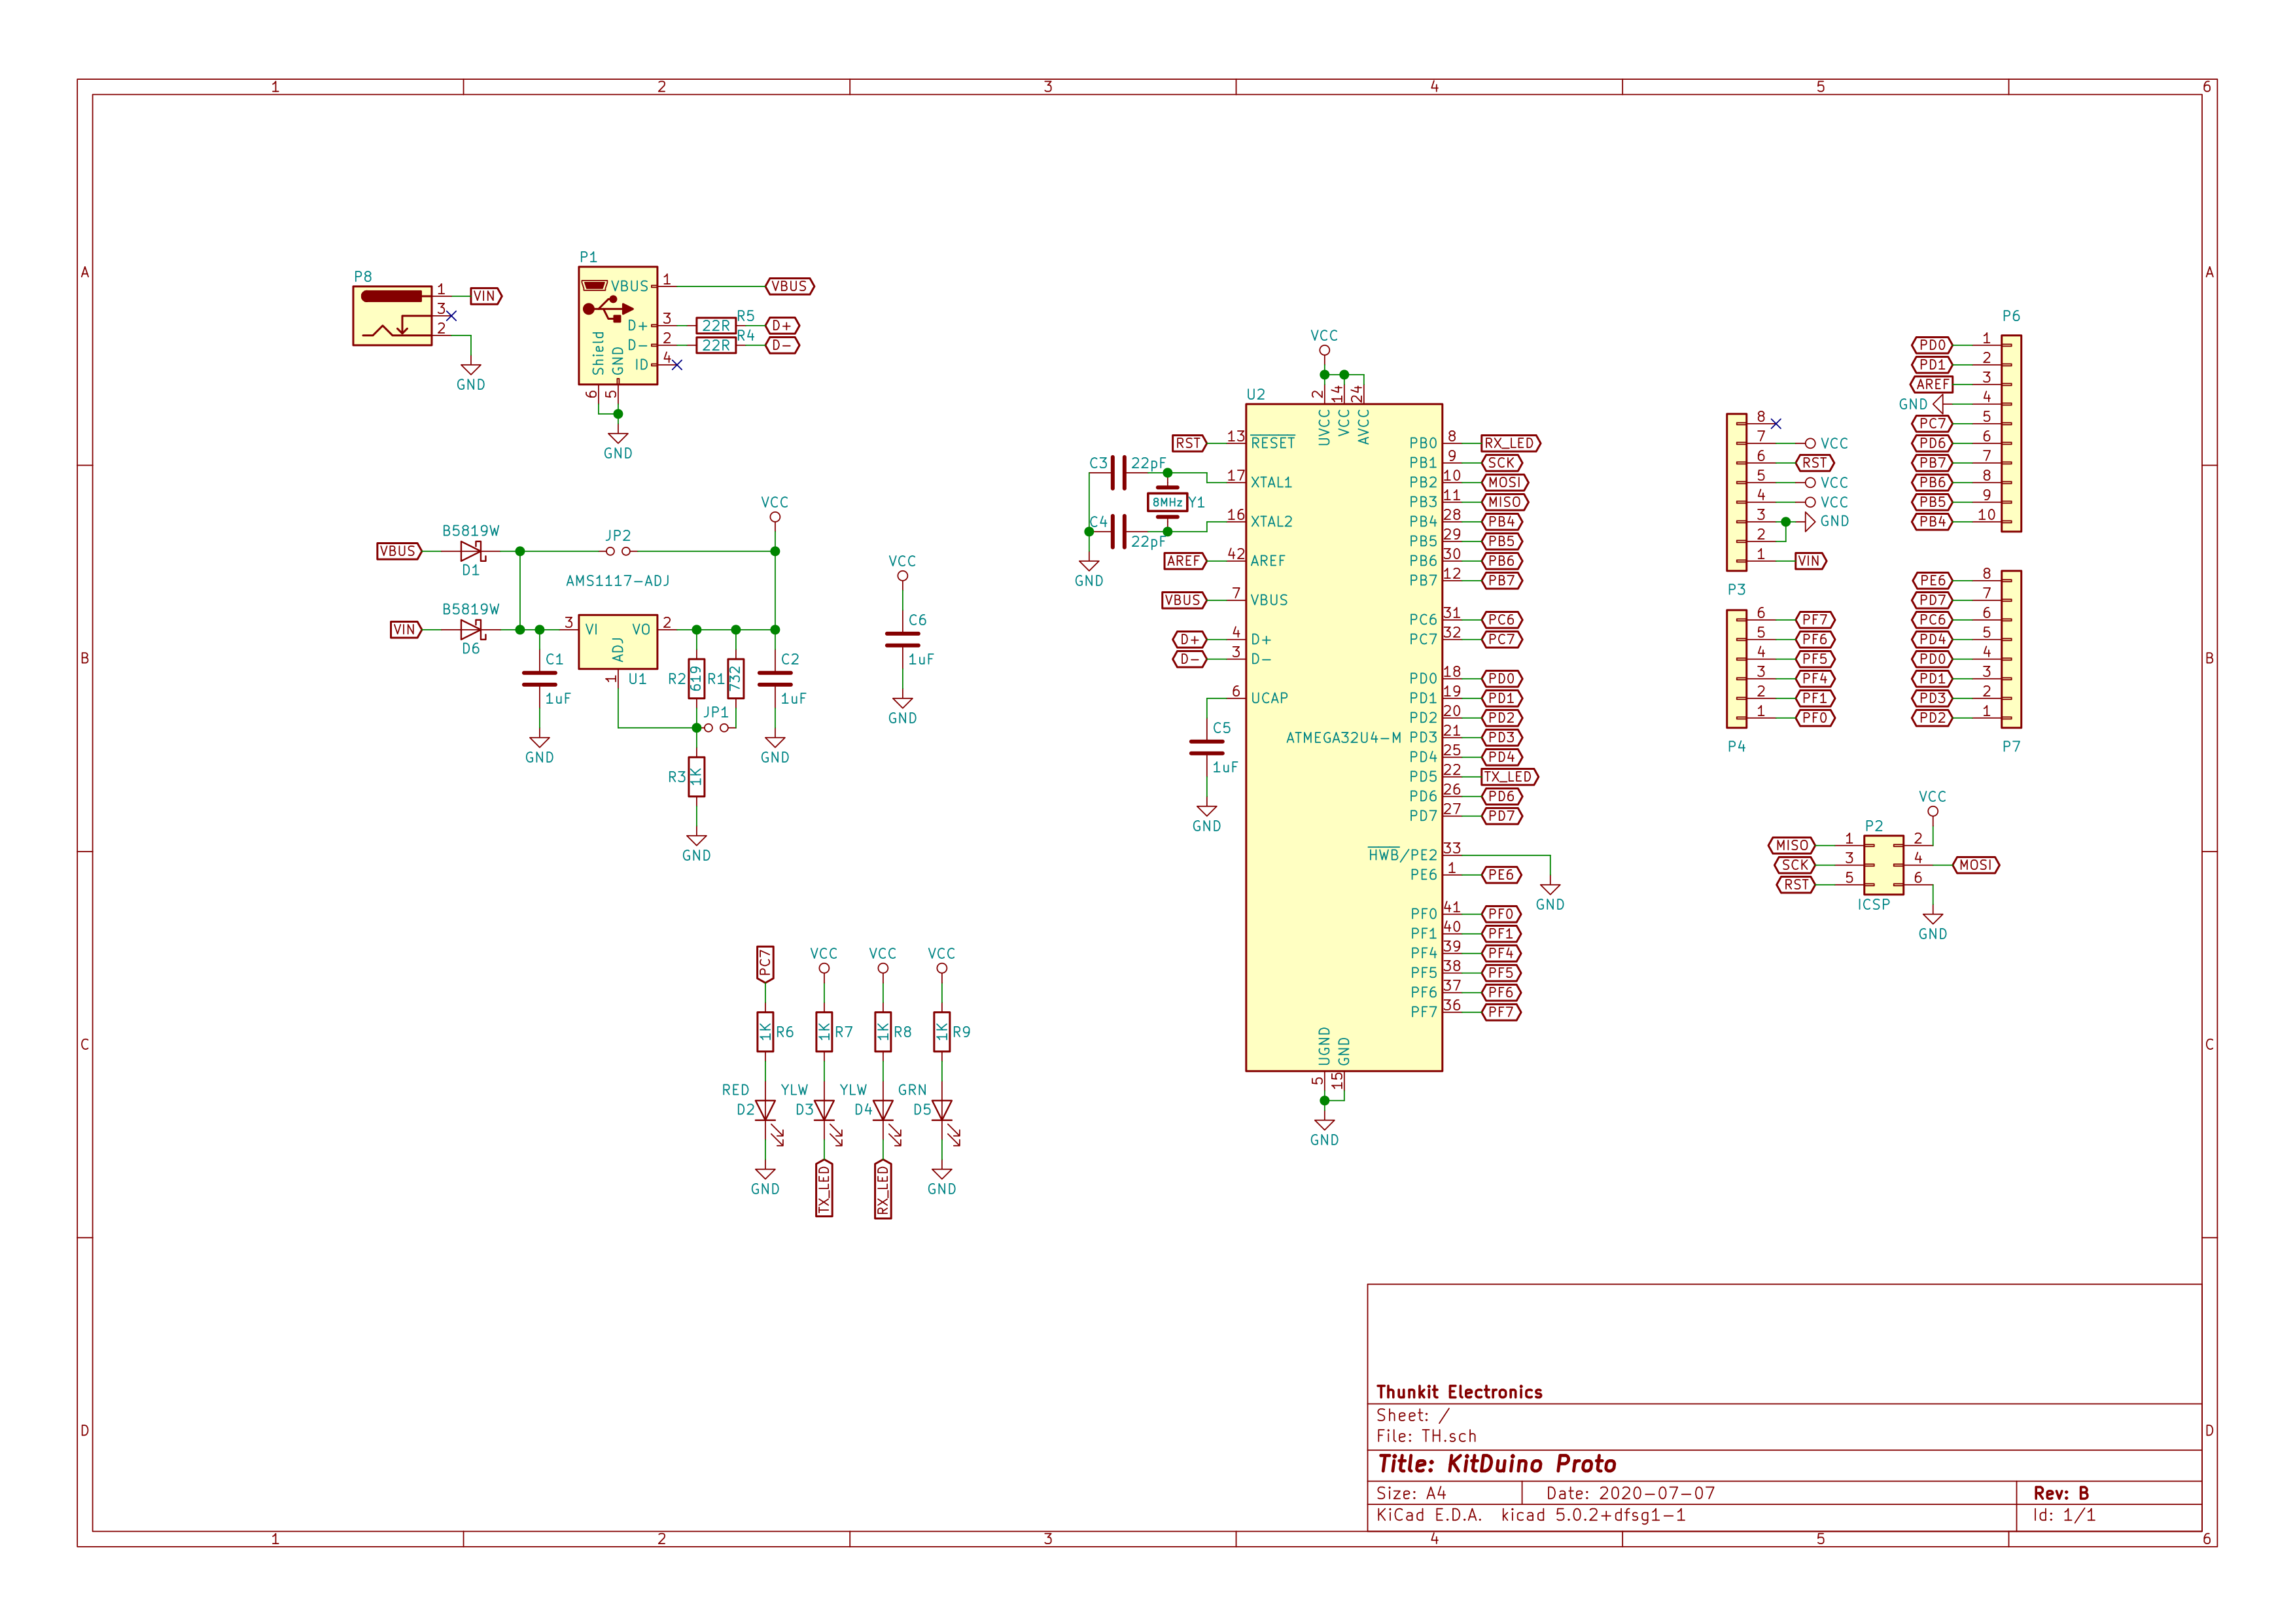 1 2 3 4 5 6
A A
B B
C C
D D
P8
1 VIN
3
2
GND
P1
VBUS 1 VBUS
D+ 3 22R R5 D+
D- 2 22R R4 D-
ID 4
Shield GND
6 5
GND
VCC
B5819W
VBUS D1
JP2
AMS1117-ADJ
B5819W
VIN D6
3 VI VO 2
ADJ
1 U1
C1
1uF
GND
R2 619 R1 732
JP1
C2
1uF
GND
R3 1K
GND
VCC
C6
1uF
GND
PC7 VCC VCC VCC
1K R6 1K R7 1K R8 1K R9
RED YLW YLW GRN
D2 D3 D4 D5
GND TX_LED RX_LED GND
VCC
U2
2 14 24
UVCC VCC AVCC
RST 13 RESET
C3 22pF
17 XTAL1
8MHz Y1
C4 22pF
16 XTAL2
GND
AREF 42 AREF
VBUS 7 VBUS
D+ 4 D+
D- 3 D-
6 UCAP
C5
1uF
GND
ATMEGA32U4-M
PB0 8 RX_LED
PB1 9 SCK
PB2 10 MOSI
PB3 11 MISO
PB4 28 PB4
PB5 29 PB5
PB6 30 PB6
PB7 12 PB7
PC6 31 PC6
PC7 32 PC7
PD0 18 PD0
PD1 19 PD1
PD2 20 PD2
PD3 21 PD3
PD4 25 PD4
PD5 22 TX_LED
PD6 26 PD6
PD7 27 PD7
HWB/PE2 33
GND
PE6 1 PE6
PF0 41 PF0
PF1 40 PF1
PF4 39 PF4
PF5 38 PF5
PF6 37 PF6
PF7 36 PF7
UGND GND
5 15
GND
8
7 VCC
6 RST
5 VCC
4 VCC
3 GND
2
1 VIN
P3
6 PF7
5 PF6
4 PF5
3 PF4
2 PF1
1 PF0
P4
P6
PD0 1
PD1 2
AREF 3
GND 4
PC7 5
PD6 6
PB7 7
PB6 8
PB5 9
PB4 10
PE6 8
PD7 7
PC6 6
PD4 5
PD0 4
PD1 3
PD3 2
PD2 1
P7
VCC
P2
MISO 1 2
SCK 3 4 MOSI
RST 5 6
ICSP
GND
Thunkit Electronics
Sheet: /
File: TH.sch
Title: KitDuino Proto
Size: A4 Date: 2020-07-07 Rev: B
KiCad E.D.A. kicad 5.0.2+dfsg1-1 Id: 1/1
1 2 3 4 5 6